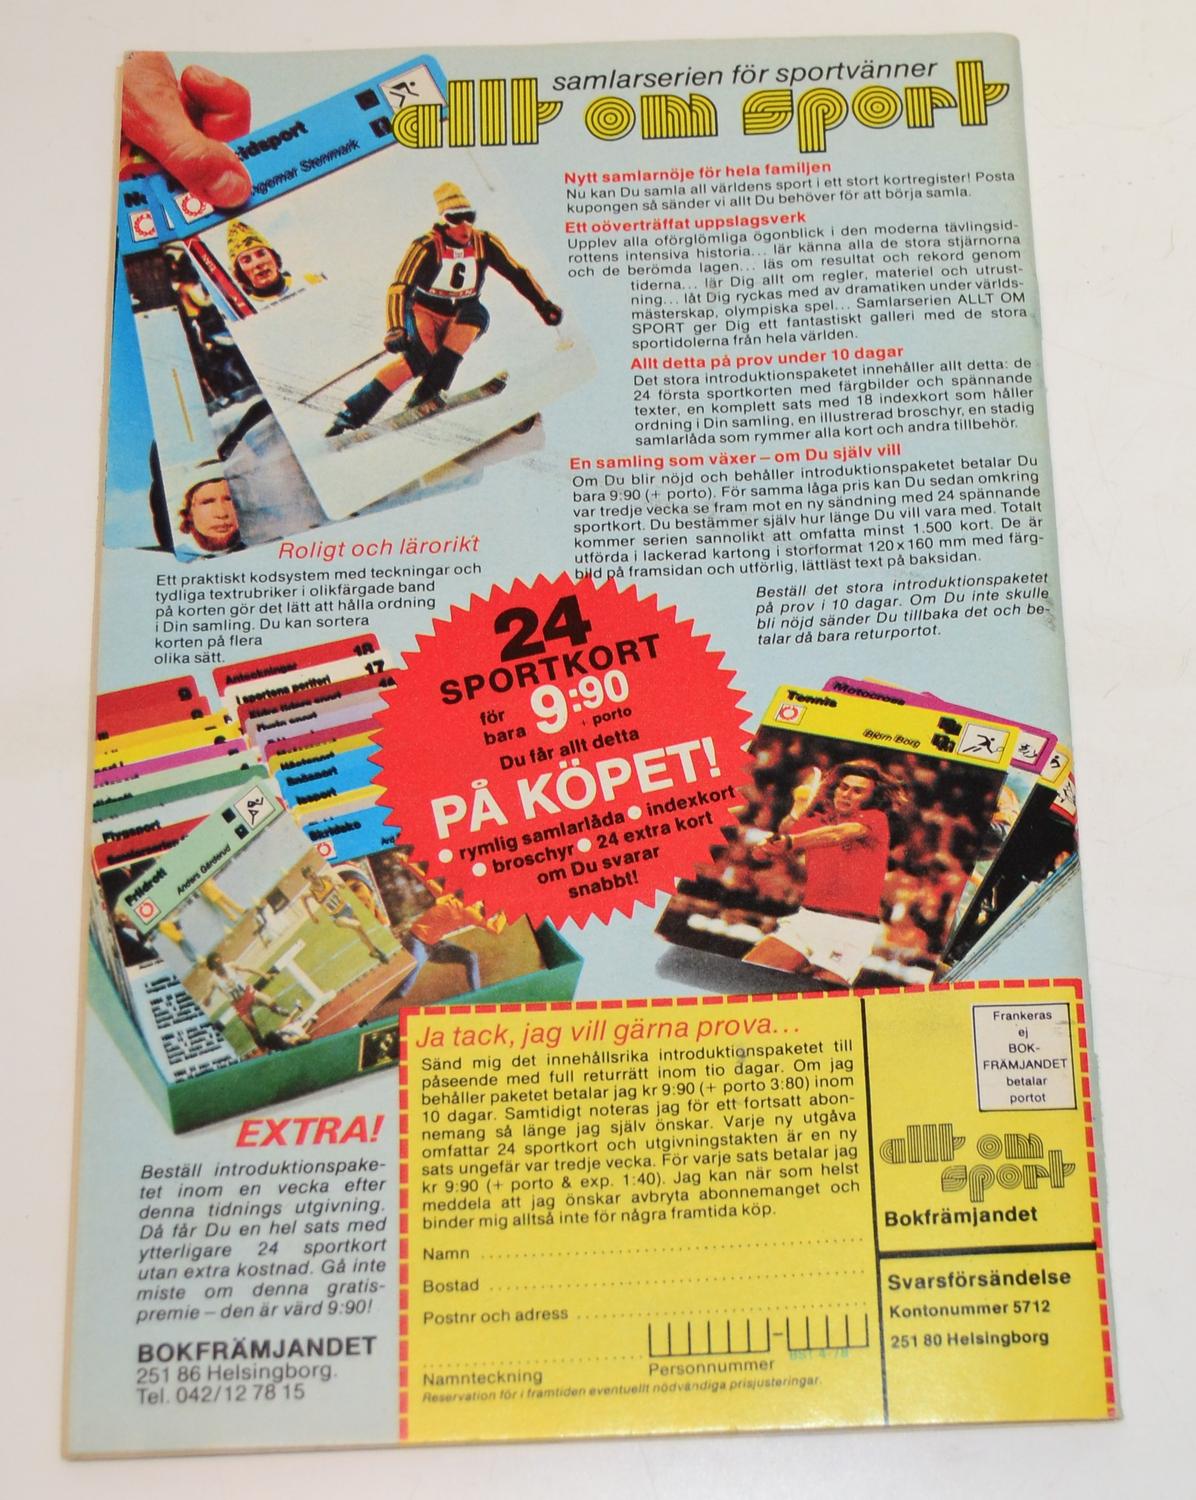 samlarserien för sportvänner
allt om sport
idsport
Ingemar Stenmark
6
Nytt samlarnöje för hela familjen
Nu kan Du samla all världens sport i ett stort kortregister! Posta
kupongen så sänder vi allt Du behöver för att börja samla.
Ett oöverträffat uppslagsverk
Upplev alla oförglömliga ögonblick i den moderna tävlingsid-
rottens intensiva historia... lär känna alla de stora stjärnorna
och de berömda lagen... läs om resultat och rekord genom
tiderna... lär Dig allt om regler, materiel och utrust-
ning... låt Dig ryckas med av dramatiken under världs-
mästerskap, olympiska spel... Samlarserien ALLT OM
SPORT ger Dig ett fantastiskt galleri med de stora
sportidolerna från hela världen.
Allt detta på prov under 10 dagar
Det stora introduktionspaketet innehåller allt detta: de
24 första sportkorten med färgbilder och spännande
texter, en komplett sats med 18 indexkort som håller
ordning i Din samling, en illustrerad broschyr, en stadig
samlarlåda som rymmer alla kort och andra tillbehör.
En samling som växer – om Du själv vill
Om Du blir nöjd och behåller introduktionspaketet betalar Du
bara 9:90 (+ porto). För samma låga pris kan Du sedan omkring
var tredje vecka se fram mot en ny sändning med 24 spännande
sportkort. Du bestämmer själv hur länge Du vill vara med. Totalt
kommer serien sannolikt att omfatta minst 1.500 kort. De är
utförda i lackerad kartong i storformat 120 x 160 mm med färg-
bild på framsidan och utförlig, lättläst text på baksidan.
Beställ det stora introduktionspaketet
på prov i 10 dagar. Om Du inte skulle
bli nöjd sänder Du tillbaka det och be-
talar då bara returportot.
Roligt och lärorikt
Ett praktiskt kodsystem med teckningar och
tydliga textrubriker i olikfärgade band
på korten gör det lätt att hålla ordning
i Din samling. Du kan sortera
korten på flera
olika sätt.
Anteckningar 18
I sportens periferi 17
Flygsport
Friidrott
Anders Gärderud
24
SPORTKORT
för
bara 9:90
+ porto
Du får allt detta
PÅ KÖPET!
• rymlig samlarlåda • indexkort
• broschyr • 24 extra kort
om Du svarar
snabbt!
Motocross
Tennis
Björn Borg
EXTRA!
Beställ introduktionspake-
tet inom en vecka efter
denna tidnings utgivning.
Då får Du en hel sats med
ytterligare 24 sportkort
utan extra kostnad. Gå inte
miste om denna gratis-
premie – den är värd 9:90!
BOKFRÄMJANDET
251 86 Helsingborg.
Tel. 042/12 78 15
Ja tack, jag vill gärna prova...
Sänd mig det innehållsrika introduktionspaketet till
påseende med full returrätt inom tio dagar. Om jag
behåller paketet betalar jag kr 9:90 (+ porto 3:80) inom
10 dagar. Samtidigt noteras jag för ett fortsatt abon-
nemang så länge jag själv önskar. Varje ny utgåva
omfattar 24 sportkort och utgivningstakten är en ny
sats ungefär var tredje vecka. För varje sats betalar jag
kr 9:90 (+ porto & exp. 1:40). Jag kan när som helst
meddela att jag önskar avbryta abonnemanget och
binder mig alltså inte för några framtida köp.
Namn
Bostad
Postnr och adress
Namnteckning
Personnummer
BST 4-78
Reservation för i framtiden eventuellt nödvändiga prisjusteringar.
Frankeras
ej
BOK-
FRÄMJANDET
betalar
portot
allt om
sport
Bokfrämjandet
Svarsförsändelse
Kontonummer 5712
251 80 Helsingborg